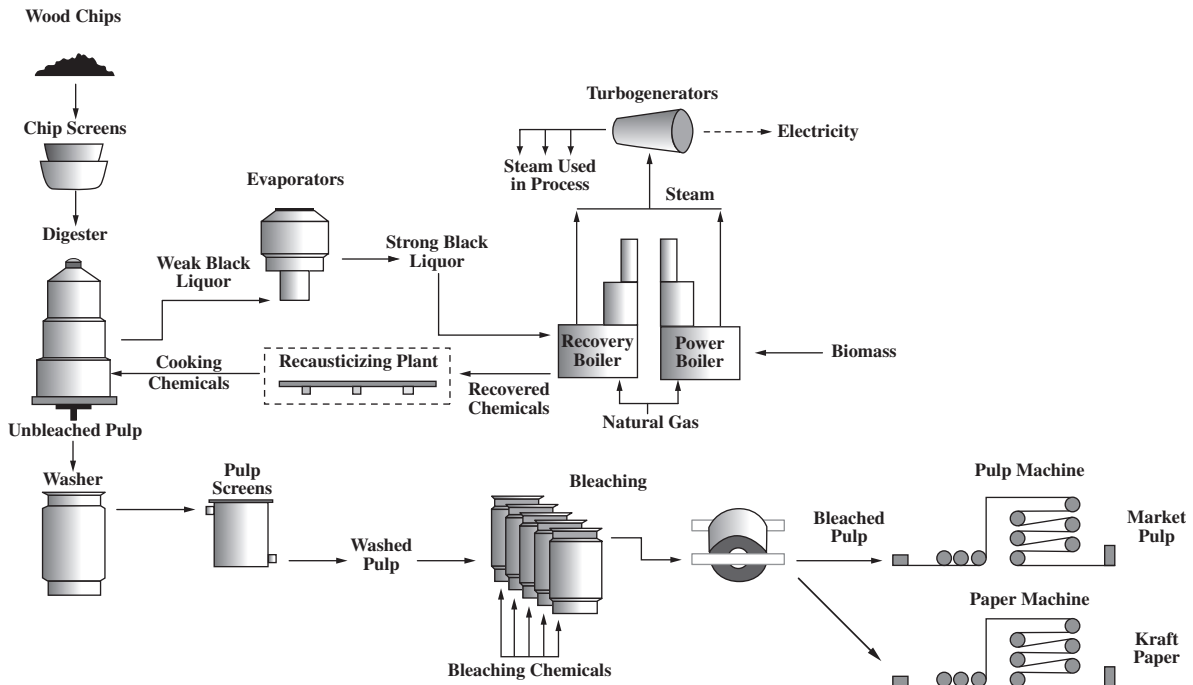 Wood Chips
Chip Screens
Digester
Evaporators
Weak Black
Liquor
Strong Black
Liquor
Turbogenerators
Electricity
Steam Used
in Process
Steam
Recovery
Boiler
Power
Boiler
Biomass
Natural Gas
Recovered
Chemicals
Recausticizing Plant
Cooking
Chemicals
Unbleached Pulp
Washer
Pulp
Screens
Washed
Pulp
Bleaching
Bleaching Chemicals
Bleached
Pulp
Pulp Machine
Market
Pulp
Paper Machine
Kraft
Paper